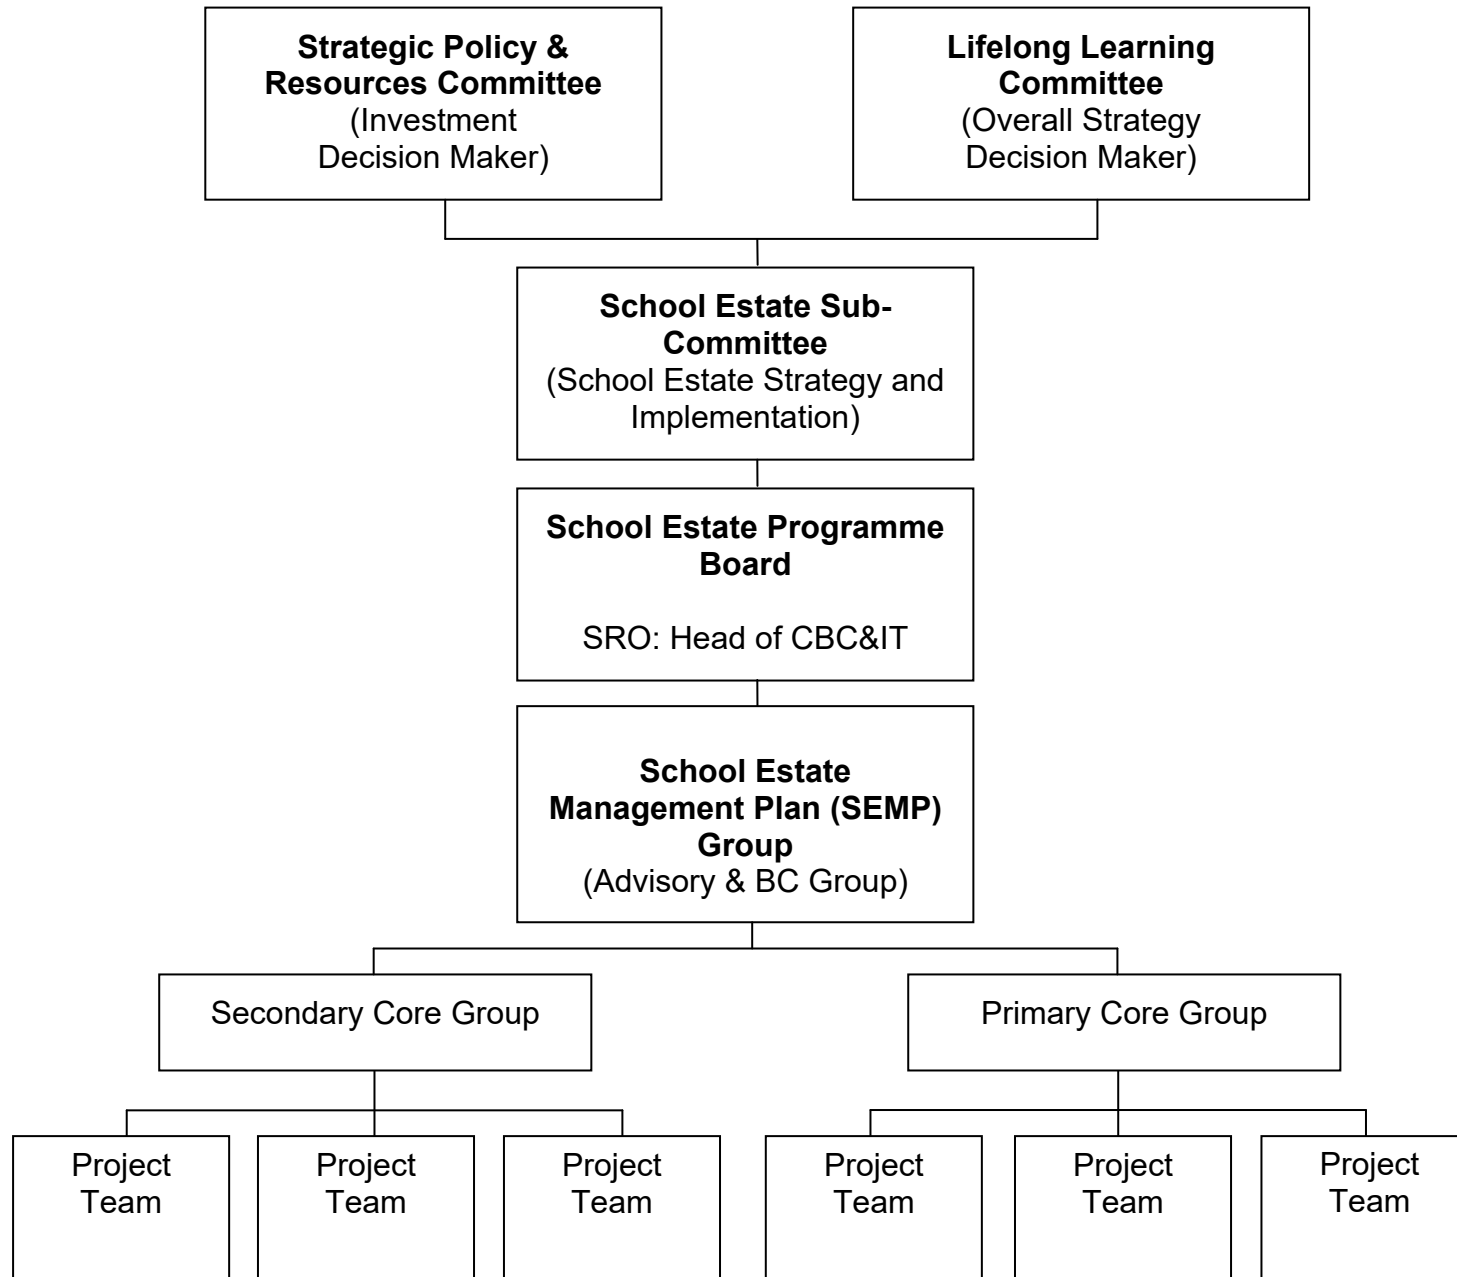 Strategic Policy &
Resources Committee
(Investment
Decision Maker)
Lifelong Learning
Committee
(Overall Strategy
Decision Maker)
School Estate Sub-
Committee
(School Estate Strategy and
Implementation)
School Estate Programme
Board
SRO: Head of CBC&IT
School Estate
Management Plan (SEMP)
Group
(Advisory & BC Group)
Secondary Core Group
Primary Core Group
Project
Team
Project
Team
Project
Team
Project
Team
Project
Team
Project
Team